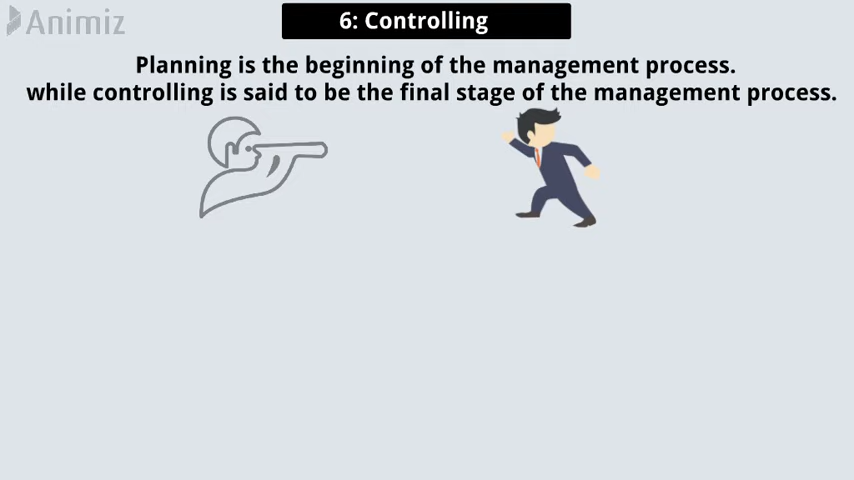 Animiz
6: Controlling
Planning is the beginning of the management process.
while controlling is said to be the final stage of the management process.